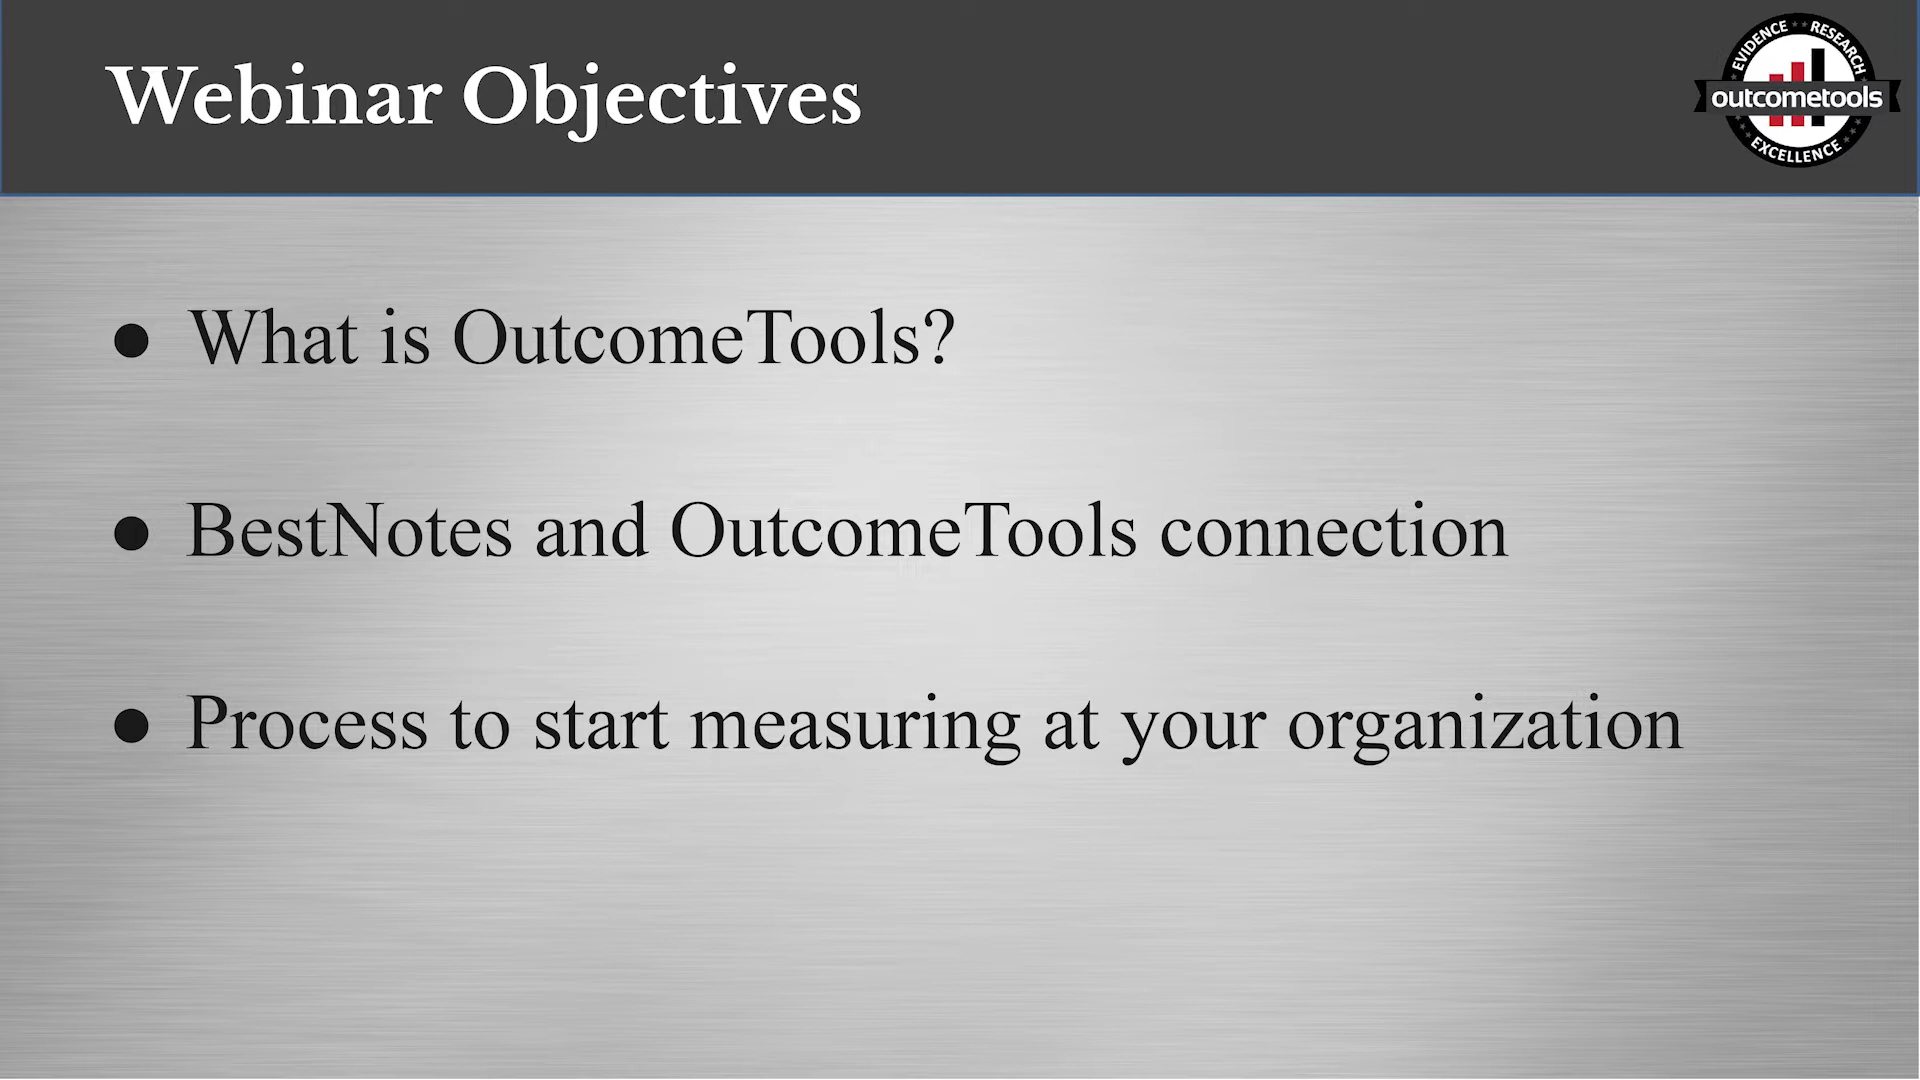 Webinar Objectives
EVIDENCE ★★ RESEARCH
outcometools
EXCELLENCE
● What is OutcomeTools?
● BestNotes and OutcomeTools connection
● Process to start measuring at your organization